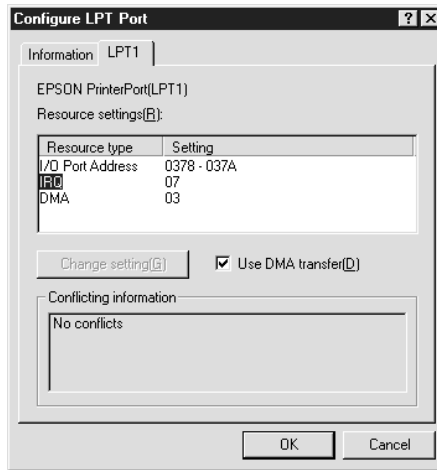 Configure LPT Port
Information LPT1
EPSON PrinterPort(LPT1)
Resource settings(R):
Resource type Setting
I/O Port Address 0378 - 037A
IRQ 07
DMA 03
Change setting(G) Use DMA transfer(D)
Conflicting information
No conflicts
OK Cancel